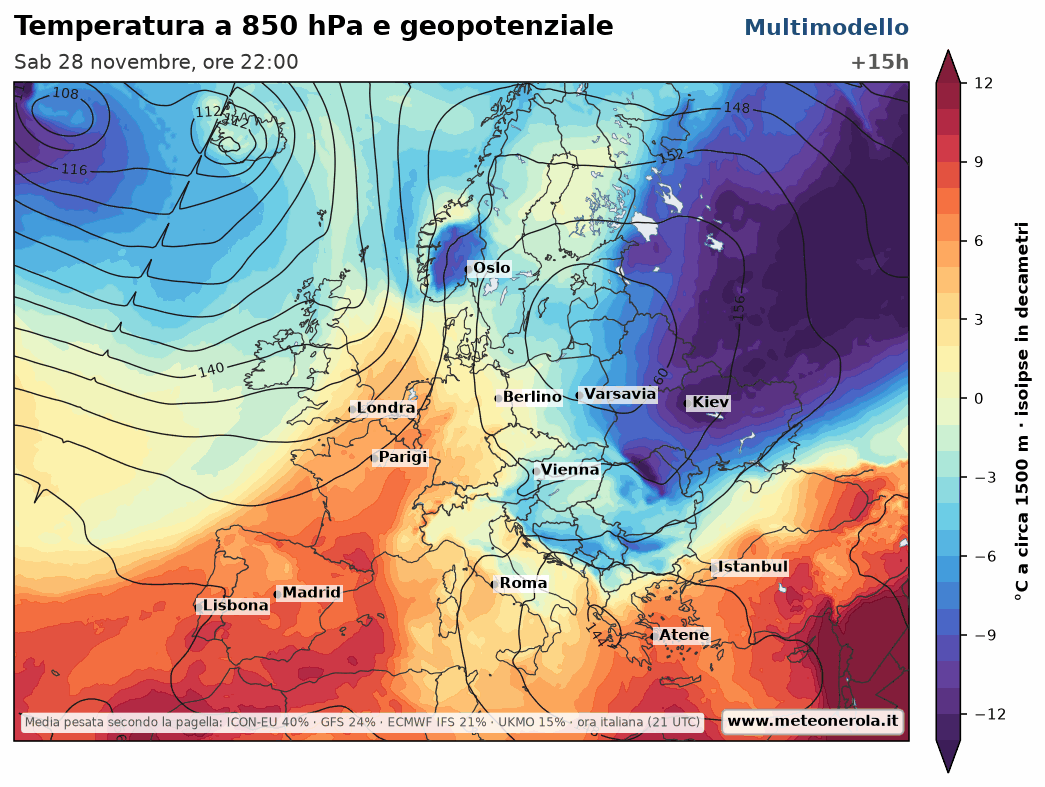 Temperatura a 850 hPa e geopotenziale
Multimodello
Sab 28 novembre, ore 22:00
+15h
108
112
116
148
152
156
140
60
144
Oslo
Berlino
Varsavia
Kiev
Londra
Parigi
Vienna
Roma
Istanbul
Madrid
Lisbona
Atene
12
9
6
3
0
−3
−6
−9
−12
°C a circa 1500 m · isoipse in decametri
Media pesata secondo la pagella: ICON-EU 40% · GFS 24% · ECMWF IFS 21% · UKMO 15% · ora italiana (21 UTC)
www.meteonerola.it